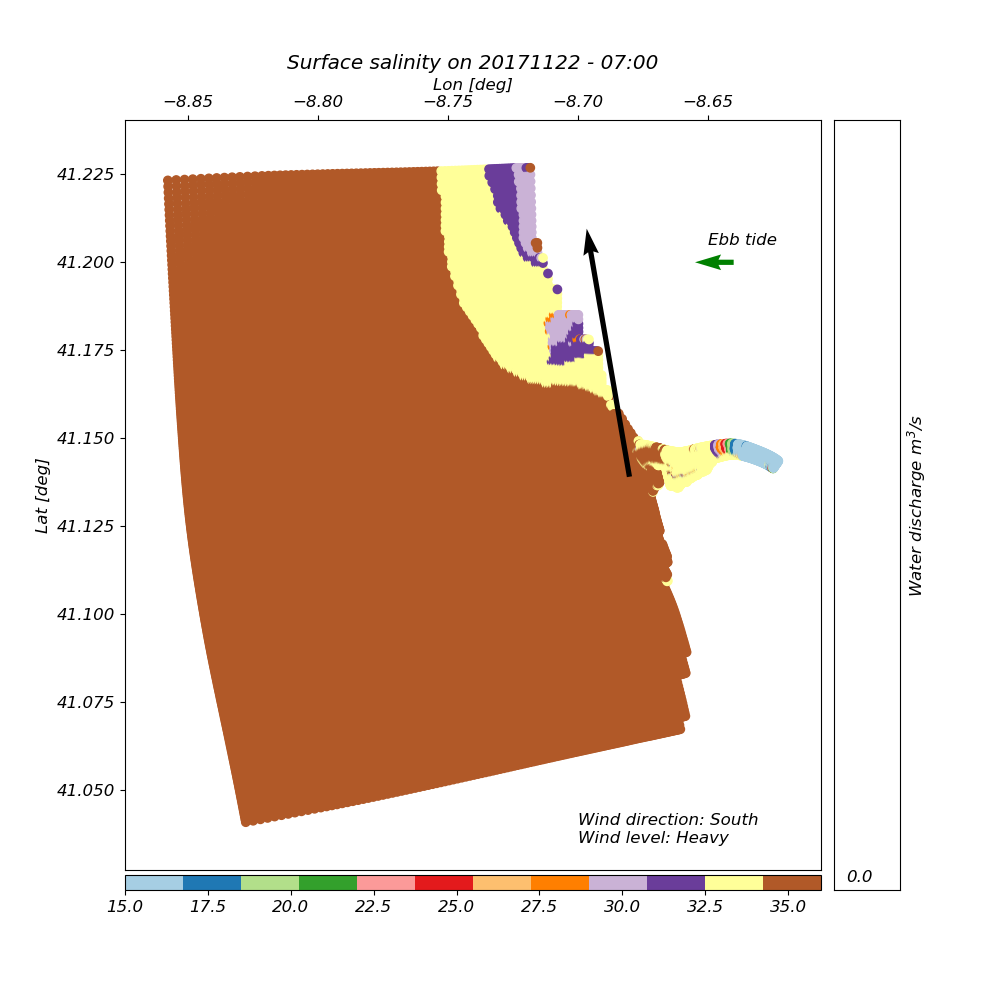 Surface salinity on 20171122 - 07:00
Lon [deg]
−8.85 −8.80 −8.75 −8.70 −8.65
41.225
41.200
41.175
41.150
41.125
41.100
41.075
41.050
Lat [deg]
Ebb tide
Wind direction: South
Wind level: Heavy
15.0 17.5 20.0 22.5 25.0 27.5 30.0 32.5 35.0
0.0
Water discharge m³/s